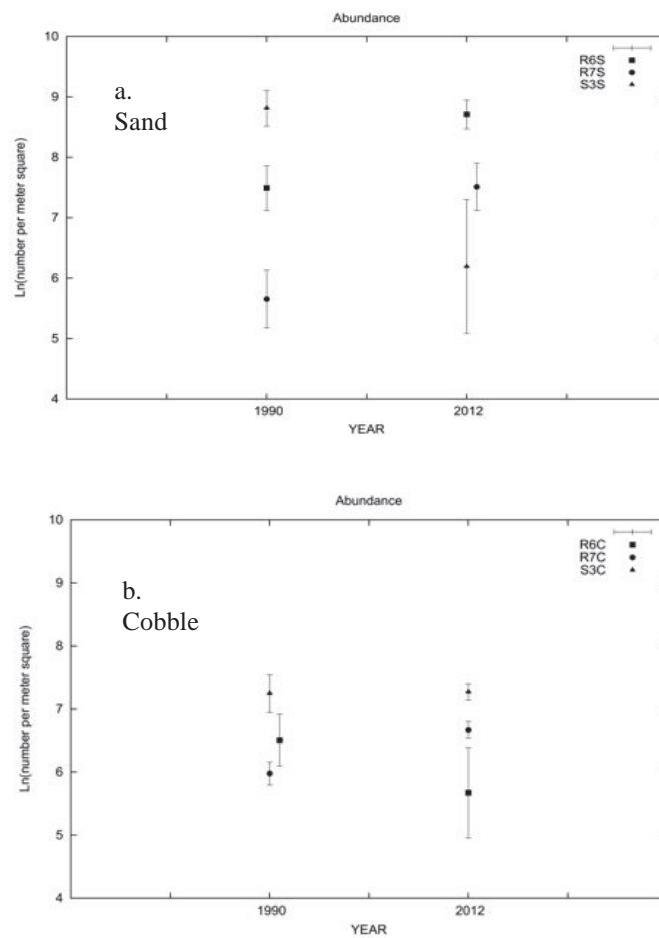 Abundance
10
9
8
7
6
5
4
a.
Sand
R6S
R7S
S3S
Ln(number per meter square)
1990
2012
YEAR
Abundance
10
9
8
7
6
5
4
b.
Cobble
R6C
R7C
S3C
Ln(number per meter square)
1990
2012
YEAR